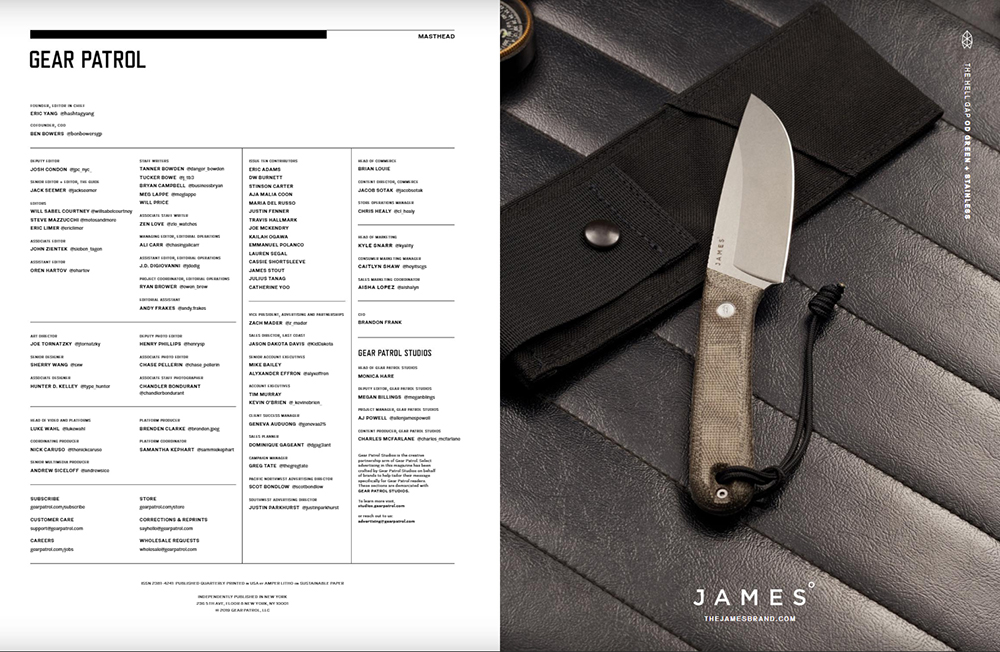 MASTHEAD
GEAR PATROL
FOUNDER, EDITOR IN CHIEF
ERIC YANG @hashtagyang
COFOUNDER, COO
BEN BOWERS @bonbowersgp
DEPUTY EDITOR
JOSH CONDON @jpc_nyc_
SENIOR EDITOR + EDITOR, THE GUIDE
JACK SEEMER @jackseemer
EDITORS
WILL SABEL COURTNEY @willsabelcourtney
STEVE MAZZUCCHI @motosandmore
ERIC LIMER @ericlimer
ASSOCIATE EDITOR
JOHN ZIENTEK
ASSISTANT EDITOR
OREN HARTOV @ohartov
STAFF WRITERS
TANNER BOWDEN @danger_bowden
TUCKER BOWE @tj_1513
BRYAN CAMPBELL @businessbryan
MEG LAPPE @meglappe
WILL PRICE
ASSOCIATE STAFF WRITER
ZEN LOVE @zlo_watches
MANAGING EDITOR, EDITORIAL OPERATIONS
ALI CARR @chasingalicarr
ASSISTANT EDITOR, EDITORIAL OPERATIONS
J.D. DIGIOVANNI @jdodig
PROJECT COORDINATOR, EDITORIAL OPERATIONS
RYAN BROWER @owen_brow
EDITORIAL ASSISTANT
ANDY FRAKES @andy.frakes
ISSUE TEN CONTRIBUTORS
ERIC ADAMS
DW BURNETT
STINSON CARTER
AJA MALIA COON
MARIA DEL RUSSO
JUSTIN FENNER
TRAVIS HALLMARK
JOE MCKENDRY
KAILAH OGAWA
EMMANUEL POLANCO
LAUREN SEGAL
CASSIE SHORTSLEEVE
JAMES STOUT
JULIUS TANAG
CATHERINE YOO
HEAD OF COMMERCE
BRIAN LOUIE
CONTENT DIRECTOR, COMMERCE
JACOB SOTAK @jacobsotak
STORE OPERATIONS MANAGER
CHRIS HEALY @ct_healy
HEAD OF MARKETING
KYLE SNARR @kyality
CONSUMER MARKETING MANAGER
CAITLYN SHAW @heyitscgs
SALES MARKETING COORDINATOR
AISHA LOPEZ @aishalyn
CFO
BRANDON FRANK
ART DIRECTOR
JOE TORNATZKY @jtornatzky
SENIOR DESIGNER
SHERRY WANG @sxw
ASSOCIATE DESIGNER
HUNTER D. KELLEY @type_hunter
DEPUTY PHOTO EDITOR
HENRY PHILLIPS @henrysp
ASSOCIATE PHOTO EDITOR
CHASE PELLERIN @chase_pellerin
ASSOCIATE STAFF PHOTOGRAPHER
CHANDLER BONDURANT
@chandlerbondurant
VICE PRESIDENT, ADVERTISING AND PARTNERSHIPS
ZACH MADER @z_mader
SALES DIRECTOR, EAST COAST
JASON DAKOTA DAVIS @KidDakota
SENIOR ACCOUNT EXECUTIVES
MIKE BAILEY
ALYXANDER EFFRON @alyxeffron
ACCOUNT EXECUTIVES
TIM MURRAY
KEVIN O'BRIEN @_kevinobrien_
CLIENT SUCCESS MANAGER
GENEVA AUDUONG @geneva215
SALES PLANNER
DOMINIQUE GAGEANT @dgag3ant
CAMPAIGN MANAGER
GREG TATE @thegregtate
PACIFIC NORTHWEST ADVERTISING DIRECTOR
SCOT BONDLOW @scotbondlow
SOUTHWEST ADVERTISING DIRECTOR
JUSTIN PARKHURST @justinparkhurst
GEAR PATROL STUDIOS
HEAD OF GEAR PATROL STUDIOS
MONICA HARE
DEPUTY EDITOR, GEAR PATROL STUDIOS
MEGAN BILLINGS @meganblings
PROJECT MANAGER, GEAR PATROL STUDIOS
AJ POWELL @allenjamespowell
CONTENT PRODUCER, GEAR PATROL STUDIOS
CHARLES MCFARLANE @charles_mcfarlane
Gear Patrol Studios is the creative
partnership arm of Gear Patrol. Select
advertising in this magazine has been
crafted by Gear Patrol Studios on behalf
of brands to help tailor their message
specifically for Gear Patrol readers.
These sections are demarcated with
GEAR PATROL STUDIOS.
To learn more visit,
studios.gearpatrol.com
or reach out to us:
advertising@gearpatrol.com
HEAD OF VIDEO AND PLATFORMS
LUKE WAHL @lukewahl
COORDINATING PRODUCER
NICK CARUSO @thenickcaruso
SENIOR MULTIMEDIA PRODUCER
ANDREW SICELOFF @andrewsice
PLATFORM PRODUCER
BRENDEN CLARKE @brendon.jpeg
PLATFORM COORDINATOR
SAMANTHA KEPHART @sammiekephart
SUBSCRIBE
gearpatrol.com/subscribe
CUSTOMER CARE
support@gearpatrol.com
CAREERS
gearpatrol.com/jobs
STORE
gearpatrol.com/store
CORRECTIONS & REPRINTS
sayhello@gearpatrol.com
WHOLESALE REQUESTS
wholesale@gearpatrol.com
ISSN 2381-4241 PUBLISHED QUARTERLY PRINTED IN USA BY AMPER LITHO ON SUSTAINABLE PAPER
INDEPENDENTLY PUBLISHED IN NEW YORK
236 5TH AVE, FLOOR 8 NEW YORK, NY 10001
© 2018 GEAR PATROL, LLC
THE HELL GAP OD GREEN + STAINLESS
JAMES
JAMES
THEJAMESBRAND.COM